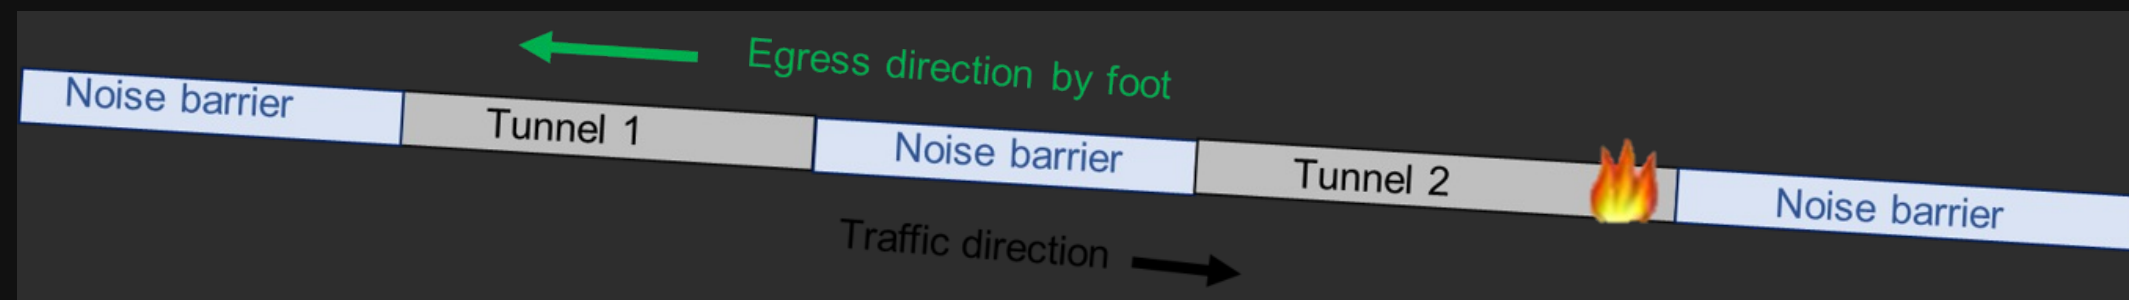 Egress direction by foot
Noise barrier
Tunnel 1
Noise barrier
Tunnel 2
Noise barrier
Traffic direction